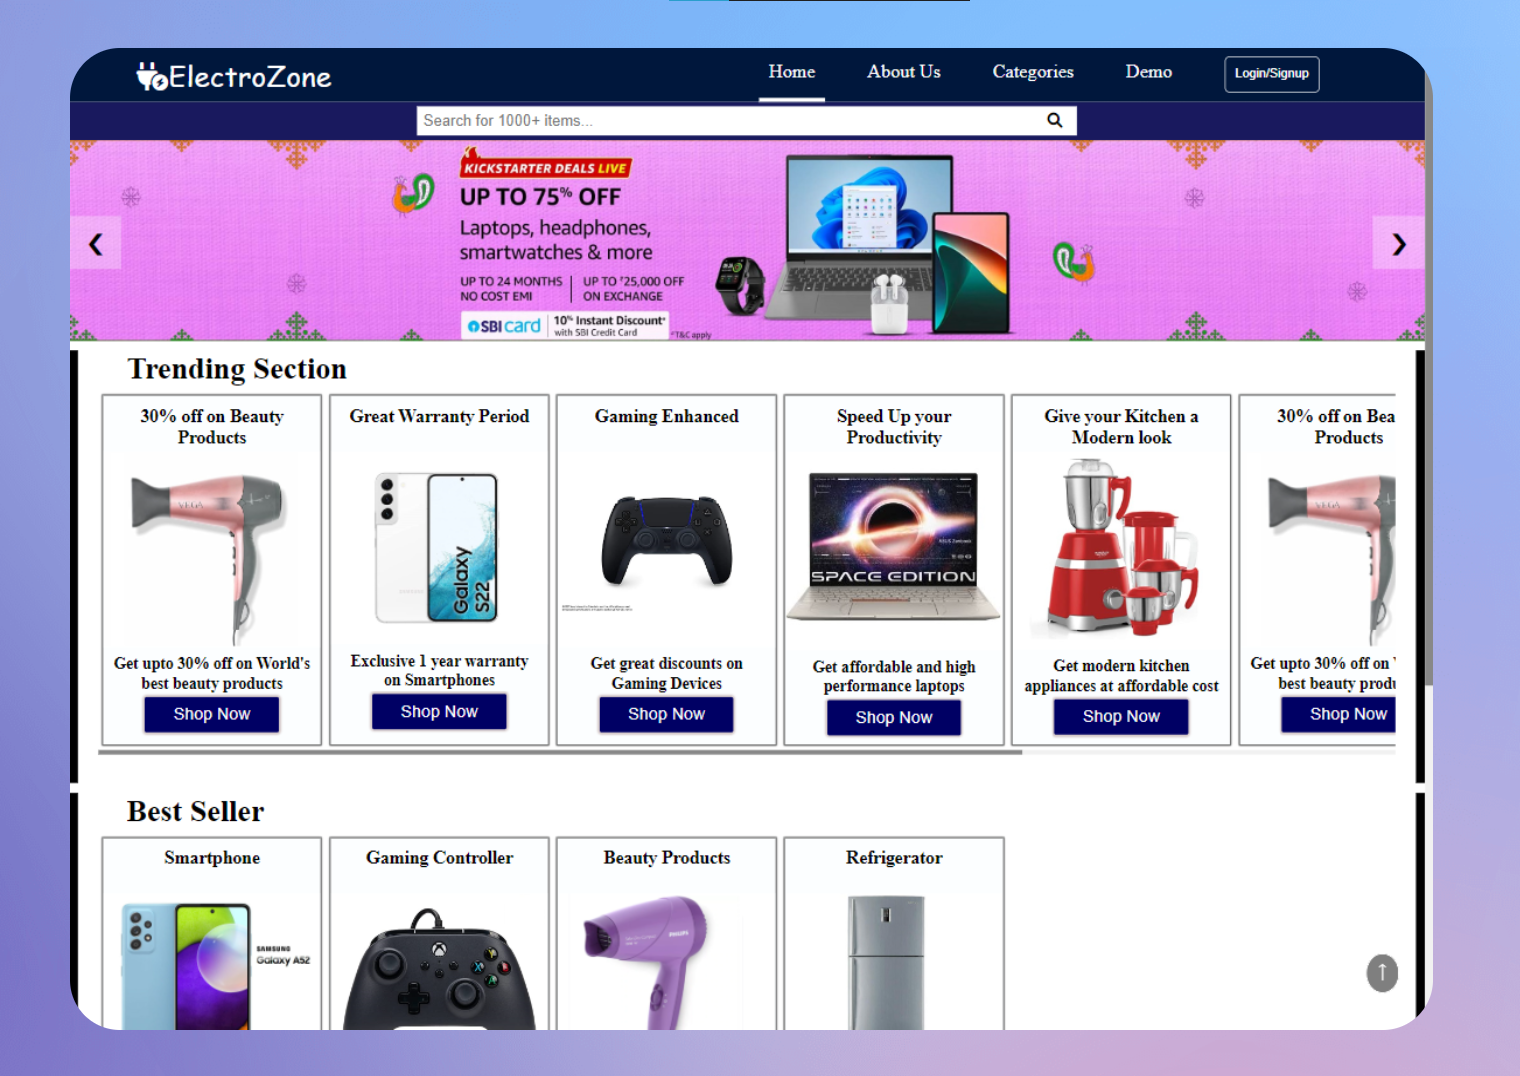 ElectroZone
Home
About Us
Categories
Demo
Login/Signup
Search for 1000+ items...
KICKSTARTER DEALS LIVE
UP TO 75% OFF
Laptops, headphones,
smartwatches & more
UP TO 24 MONTHS
NO COST EMI
UP TO ₹25,000 OFF
ON EXCHANGE
SBI card
10% Instant Discount*
with SBI Credit Card
*T&C apply
Trending Section
30% off on Beauty
Products
VEGA
Get upto 30% off on World's
best beauty products
Shop Now
Great Warranty Period
Galaxy
S22
Exclusive 1 year warranty
on Smartphones
Shop Now
Gaming Enhanced
Get great discounts on
Gaming Devices
Shop Now
Speed Up your
Productivity
SPACE EDITION
Get affordable and high
performance laptops
Shop Now
Give your Kitchen a
Modern look
Get modern kitchen
appliances at affordable cost
Shop Now
30% off on Bea
Products
VEGA
Get upto 30% off on
best beauty produ
Shop Now
Best Seller
Smartphone
SAMSUNG
Galaxy A52
Gaming Controller
Beauty Products
PHILIPS
Refrigerator